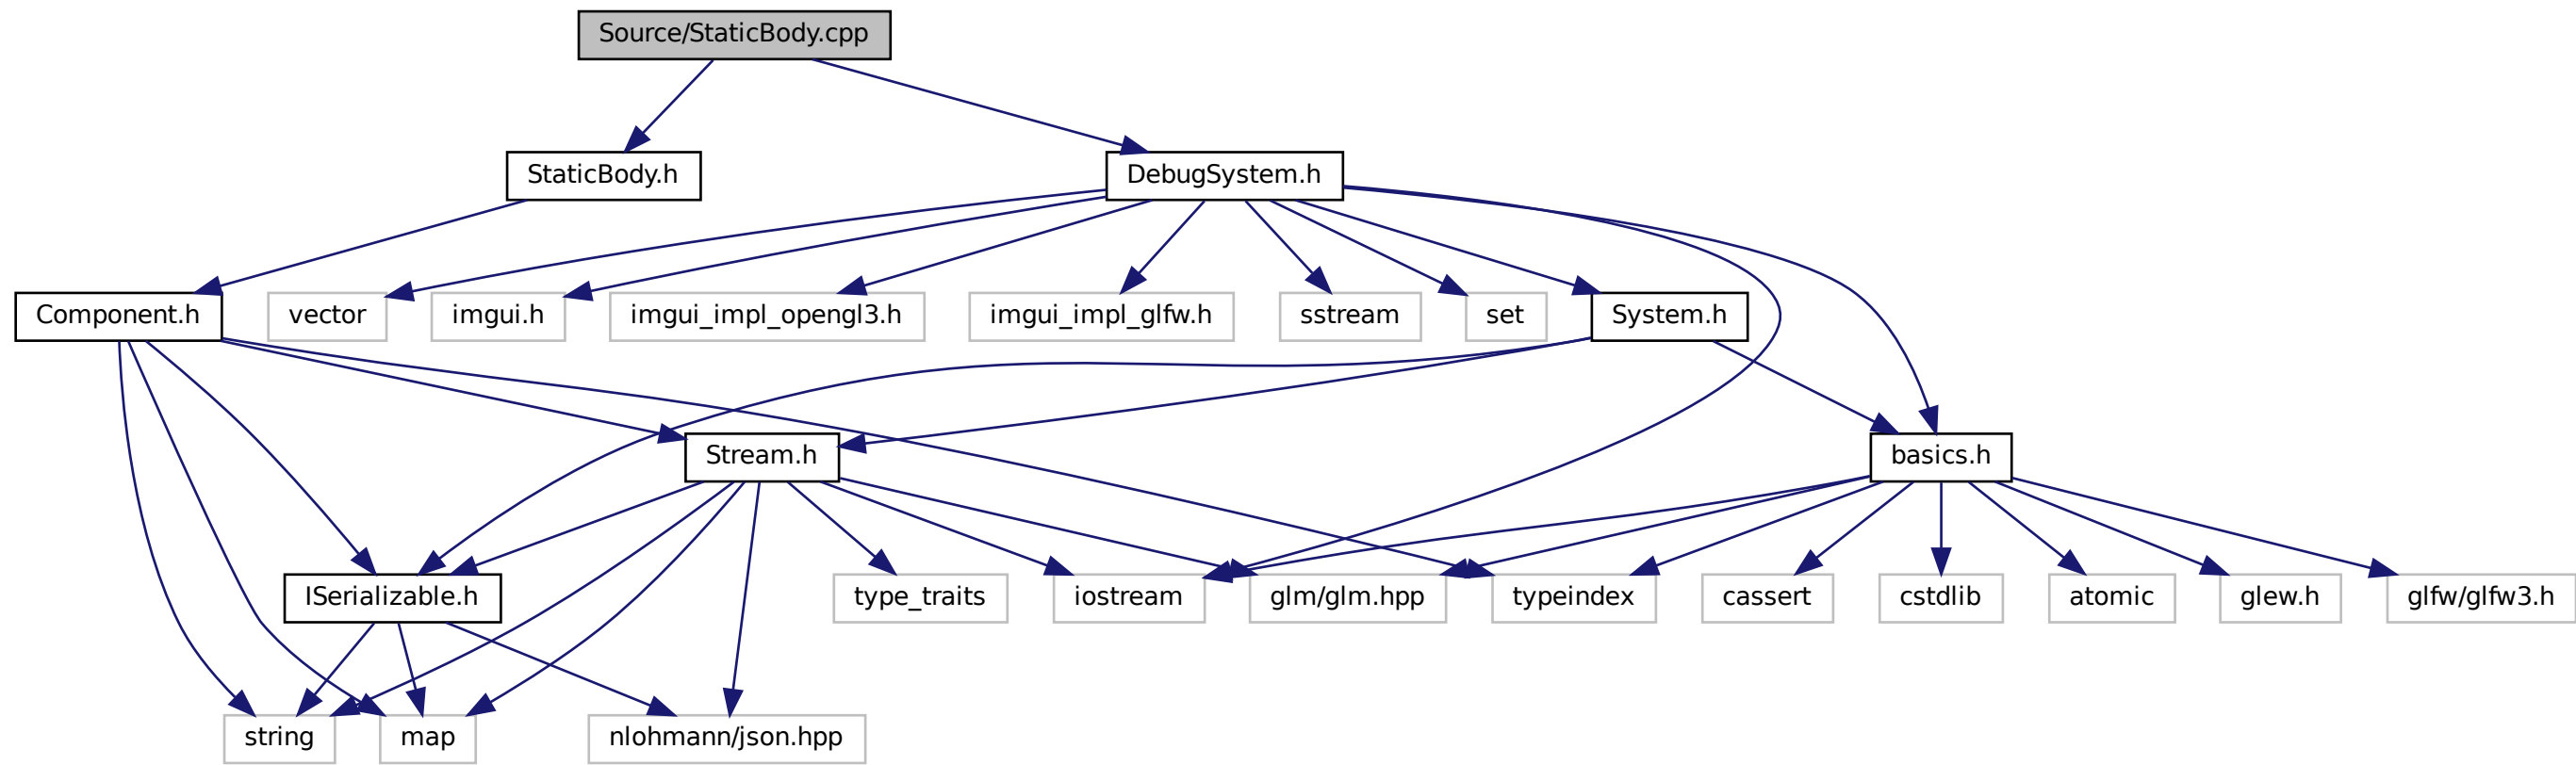 Source/StaticBody.cpp
StaticBody.h
DebugSystem.h
Component.h
vector
imgui.h
imgui_impl_opengl3.h
imgui_impl_glfw.h
sstream
set
System.h
Stream.h
basics.h
ISerializable.h
type_traits
iostream
glm/glm.hpp
typeindex
cassert
cstdlib
atomic
glew.h
glfw/glfw3.h
string
map
nlohmann/json.hpp